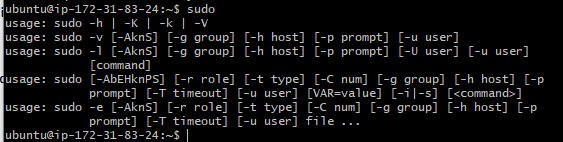 ubuntu@ip-172-31-83-24:~$ sudo
usage: sudo -h | -K | -k | -V
usage: sudo -v [-AknS] [-g group] [-h host] [-p prompt] [-u user]
usage: sudo -l [-AknS] [-g group] [-h host] [-p prompt] [-U user] [-u user]
[command]
usage: sudo [-AbEHknPS] [-r role] [-t type] [-C num] [-g group] [-h host] [-p
prompt] [-T timeout] [-u user] [VAR=value] [-i|-s] [<command>]
usage: sudo -e [-AknS] [-r role] [-t type] [-C num] [-g group] [-h host] [-p
prompt] [-T timeout] [-u user] file ...
ubuntu@ip-172-31-83-24:~$